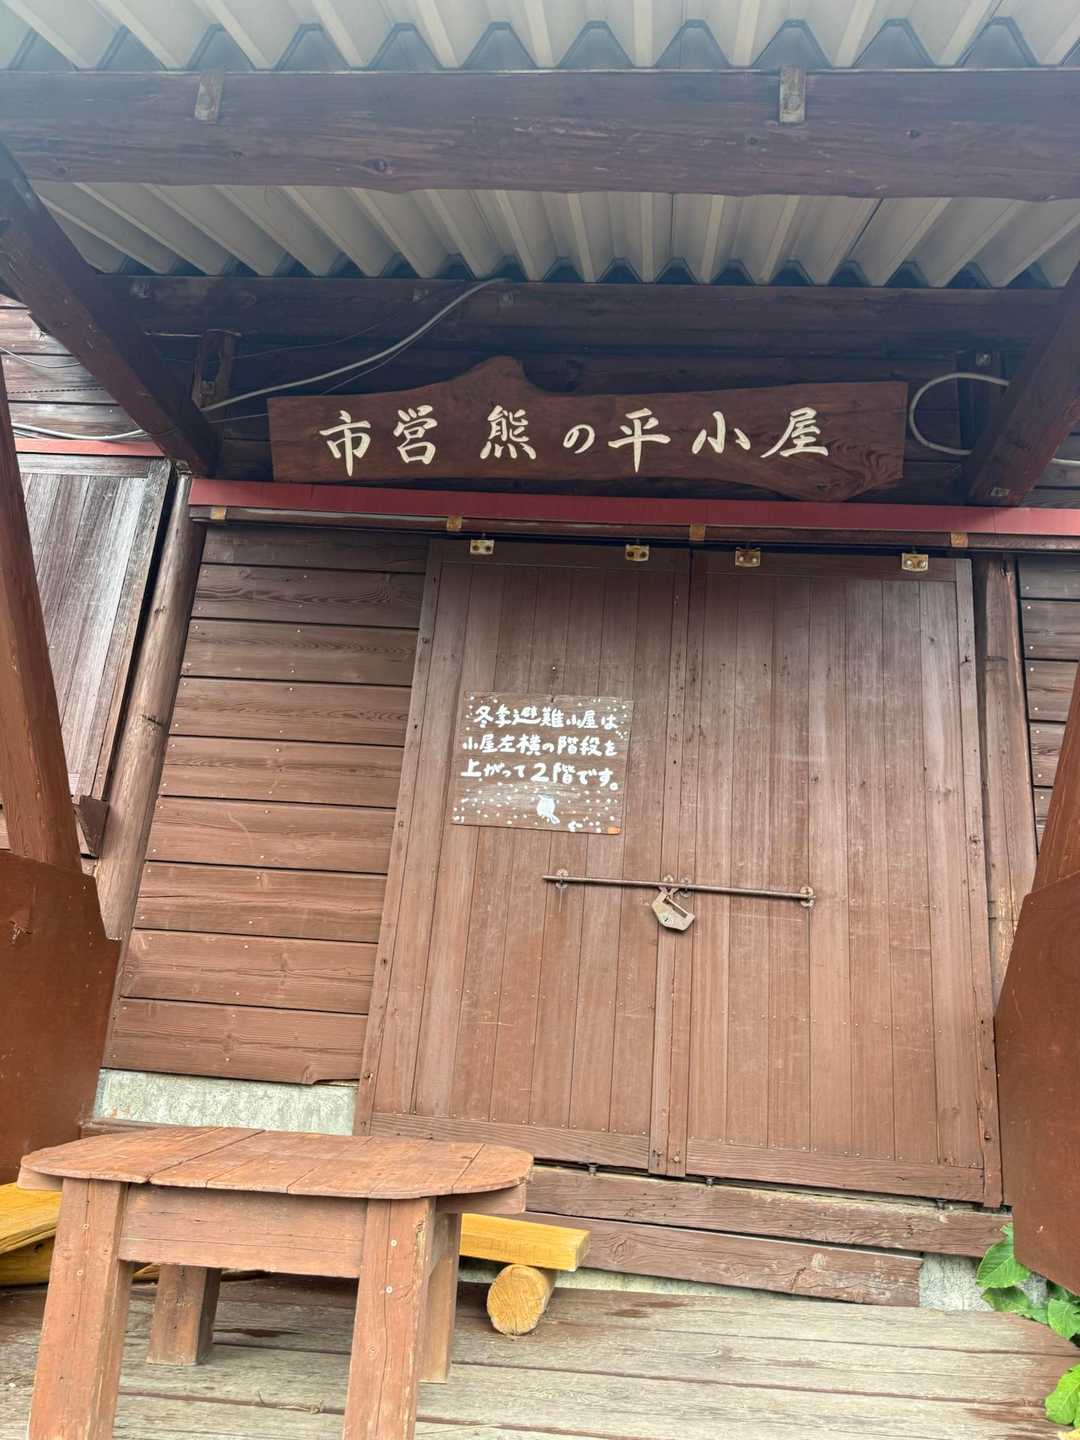 市営 熊の平小屋
冬季避難小屋は
小屋左横の階段を
上がって2階です。